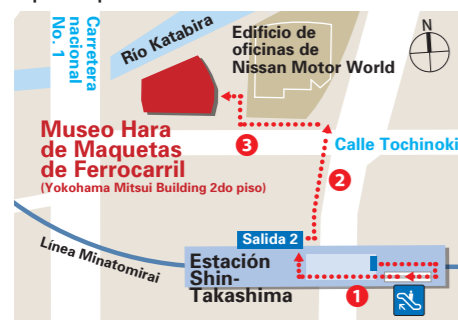 Carretera
nacional
No. 1
Río Katabira
Edificio de
oficinas de
Nissan Motor World
N
Museo Hara
de Maquetas
de Ferrocarril
(Yokohama Mitsui Building 2do piso)
3
Calle Tochinoki
2
Salida 2
Línea Minatomirai
Estación
Shin-
Takashima
1